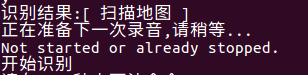 识别结果:[ 扫描地图 ]
正在准备下一次录音,请稍等...
Not started or already stopped.
开始识别